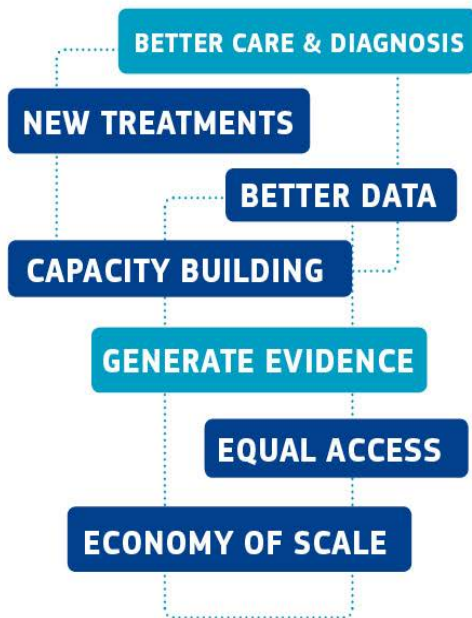 BETTER CARE & DIAGNOSIS
NEW TREATMENTS
BETTER DATA
CAPACITY BUILDING
GENERATE EVIDENCE
EQUAL ACCESS
ECONOMY OF SCALE